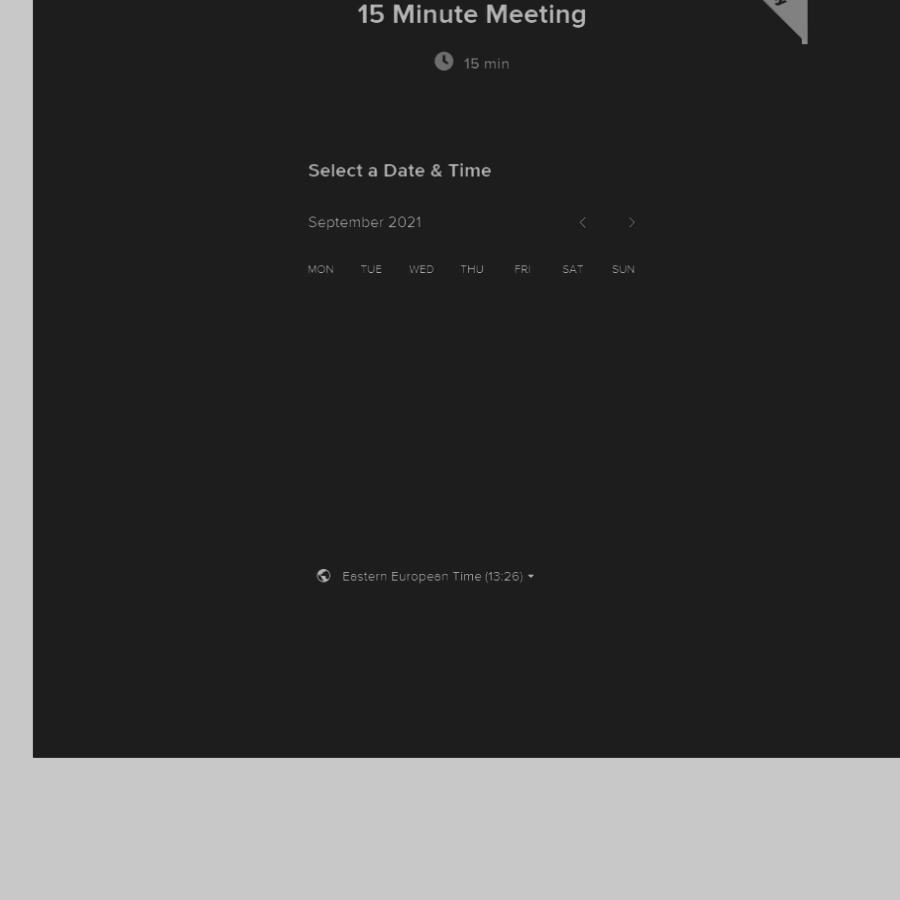 15 Minute Meeting
15 min
Select a Date & Time
September 2021
MON TUE WED THU FRI SAT SUN
Eastern European Time (13:26)